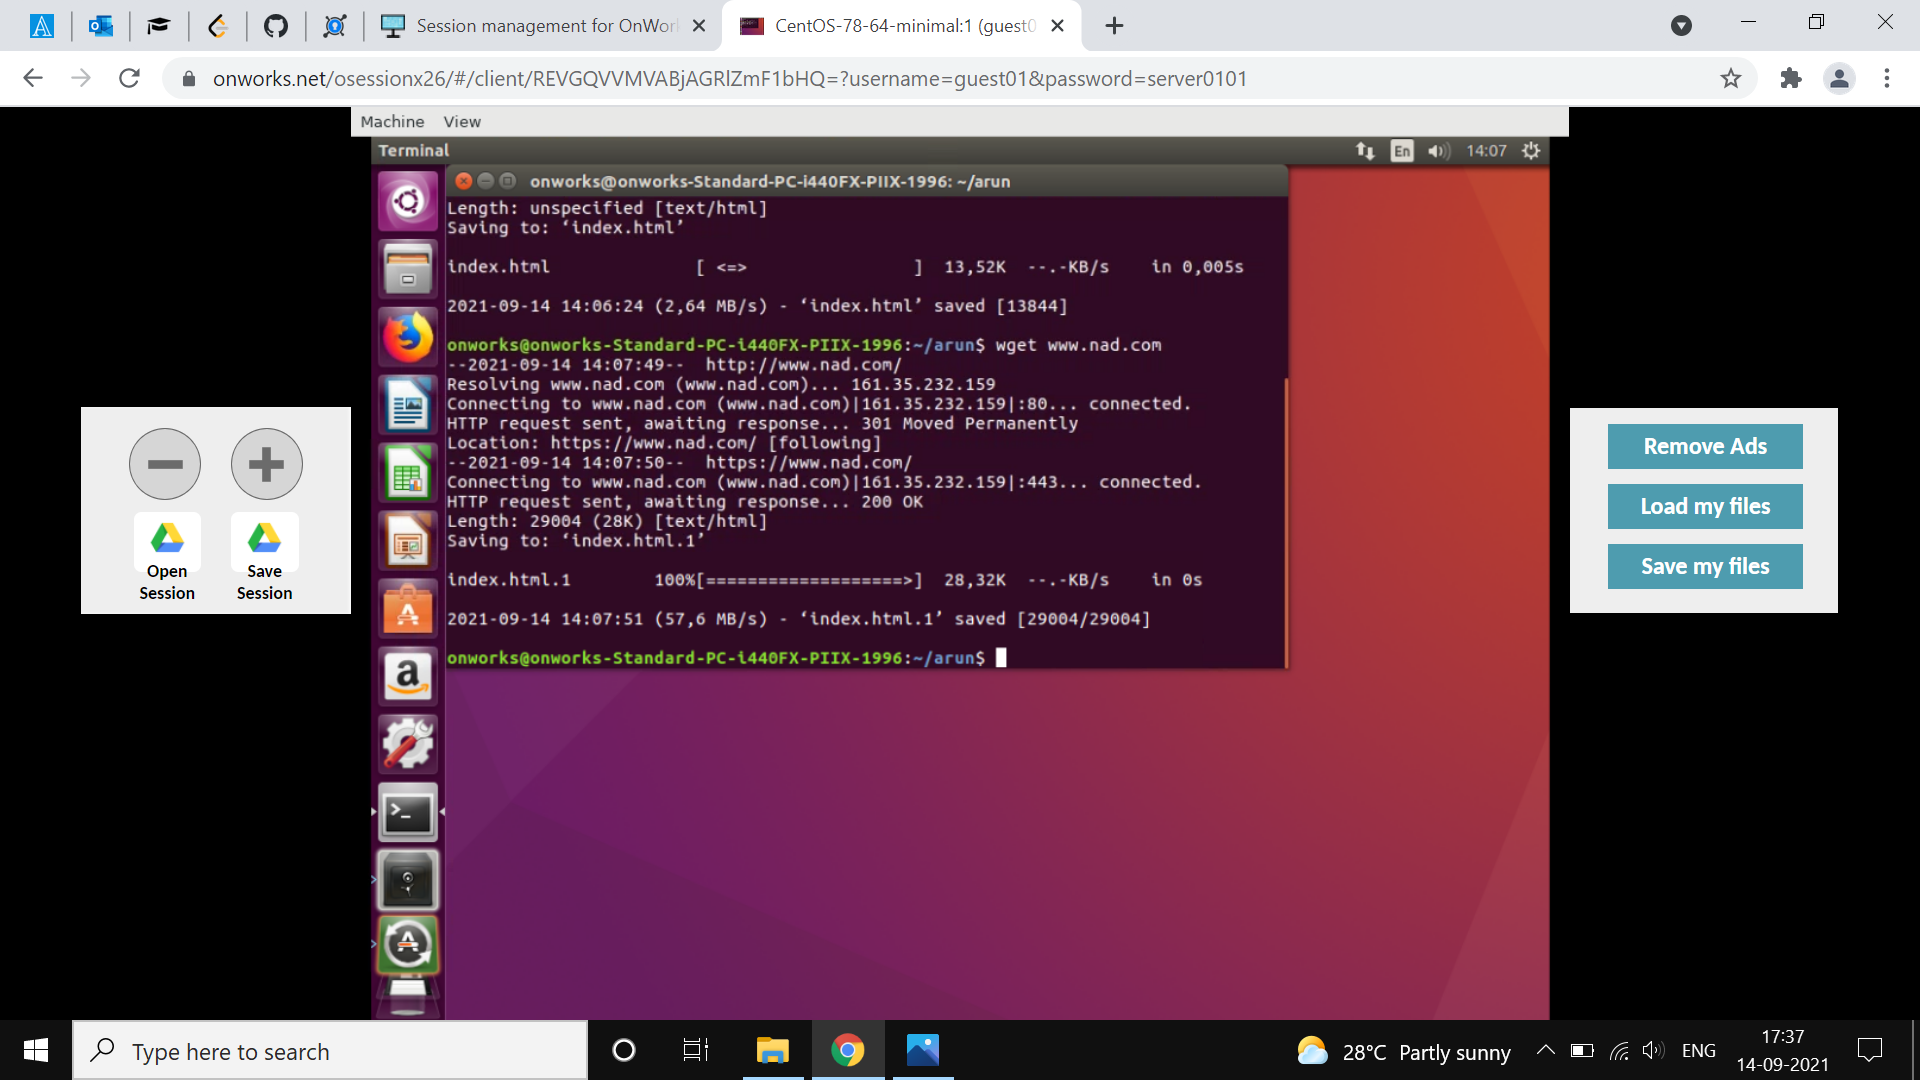 Session management for OnWor
CentOS-78-64-minimal:1 (guest0
onworks.net/osessionx26/#/client/REVGQVVMVABjAGRlZmF1bHQ=?username=guest01&password=server0101
Machine View
Terminal
En
14:07
onworks@onworks-Standard-PC-i440FX-PIIX-1996: ~/arun
Length: unspecified [text/html]
Saving to: ‘index.html’
index.html [ <=> ] 13,52K --.-KB/s in 0,005s
2021-09-14 14:06:24 (2,64 MB/s) - ‘index.html’ saved [13844]
onworks@onworks-Standard-PC-i440FX-PIIX-1996:~/arun$ wget www.nad.com
--2021-09-14 14:07:49-- http://www.nad.com/
Resolving www.nad.com (www.nad.com)... 161.35.232.159
Connecting to www.nad.com (www.nad.com)|161.35.232.159|:80... connected.
HTTP request sent, awaiting response... 301 Moved Permanently
Location: https://www.nad.com/ [following]
--2021-09-14 14:07:50-- https://www.nad.com/
Connecting to www.nad.com (www.nad.com)|161.35.232.159|:443... connected.
HTTP request sent, awaiting response... 200 OK
Length: 29004 (28K) [text/html]
Saving to: ‘index.html.1’
index.html.1 100%[===================>] 28,32K --.-KB/s in 0s
2021-09-14 14:07:51 (57,6 MB/s) - ‘index.html.1’ saved [29004/29004]
onworks@onworks-Standard-PC-i440FX-PIIX-1996:~/arun$
Open Session
Save Session
Remove Ads
Load my files
Save my files
Type here to search
28°C Partly sunny
ENG
17:37
14-09-2021